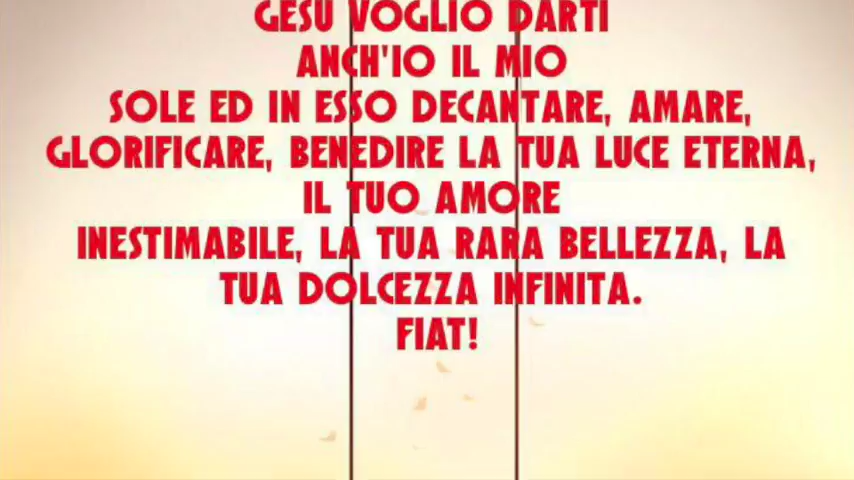 GESU VOGLIO DARTI
ANCH'IO IL MIO
SOLE ED IN ESSO DECANTARE, AMARE,
GLORIFICARE, BENEDIRE LA TUA LUCE ETERNA,
IL TUO AMORE
INESTIMABILE, LA TUA RARA BELLEZZA, LA
TUA DOLCEZZA INFINITA.
FIAT!